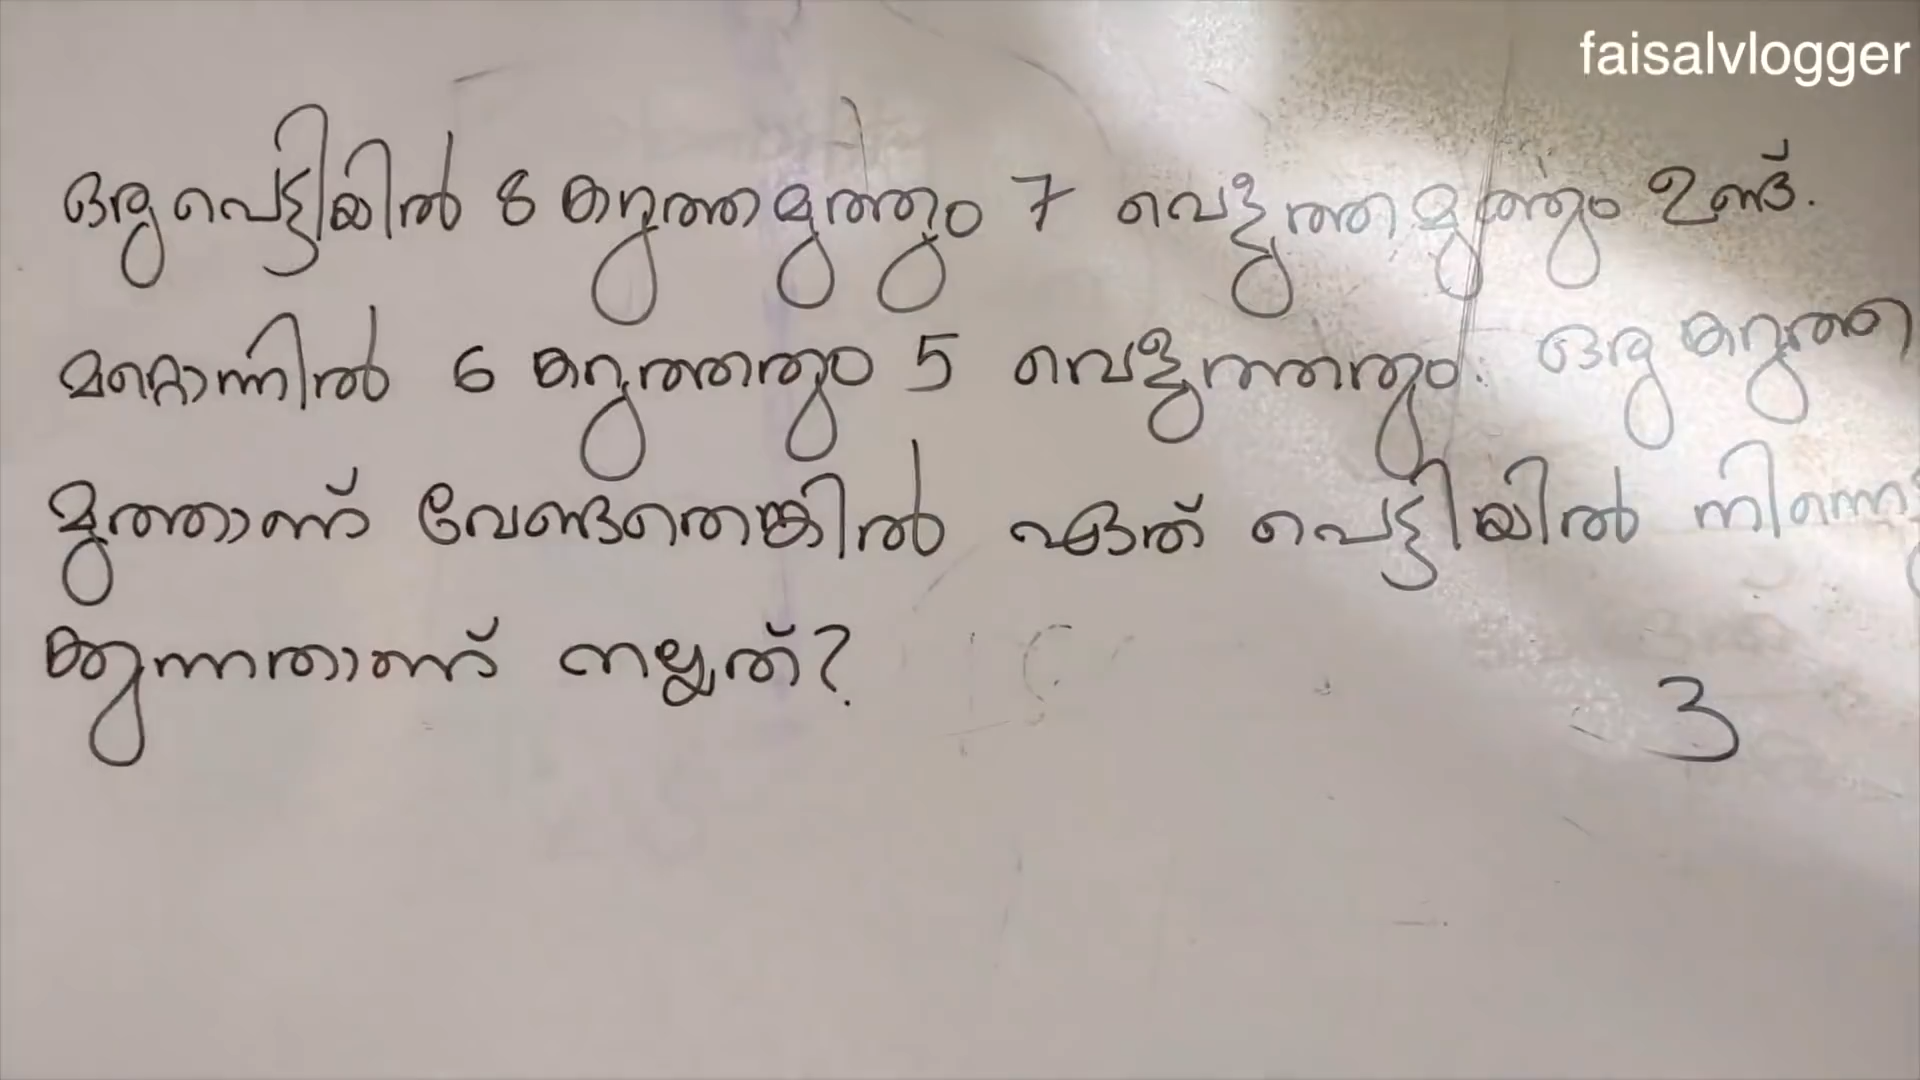 faisalvlogger
ഒരു പെട്ടിയിൽ 8 കറുത്ത മുത്തും 7 വെളുത്ത മുത്തും ഉണ്ട്.
മറ്റൊന്നിൽ 6 കറുത്തതും 5 വെളുത്തതും. ഒരു കറുത്ത
മുത്താണ് വേണ്ടതെങ്കിൽ ഏത് പെട്ടിയിൽ നിന്നെടു
ക്കുന്നതാണ് നല്ലത്?
3